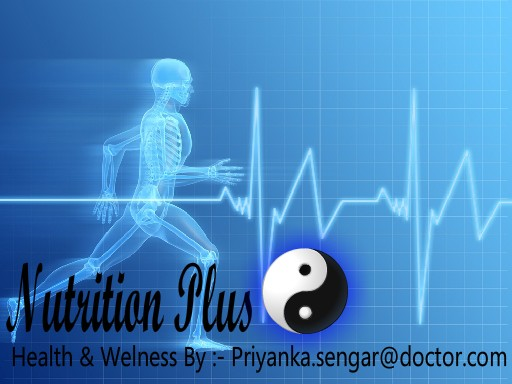 Nutrition Plus
Health & Welness By :- Priyanka.sengar@doctor.com